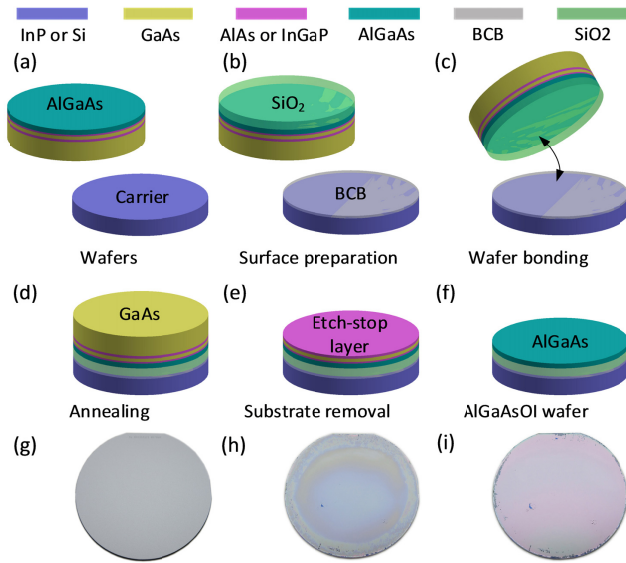 InP or Si GaAs AlAs or InGaP AlGaAs BCB SiO2
(a) (b) (c)
AlGaAs SiO₂
Carrier BCB
Wafers Surface preparation Wafer bonding
(d) (e) (f)
GaAs Etch-stop layer AlGaAs
Annealing Substrate removal AlGaAsOI wafer
(g) (h) (i)